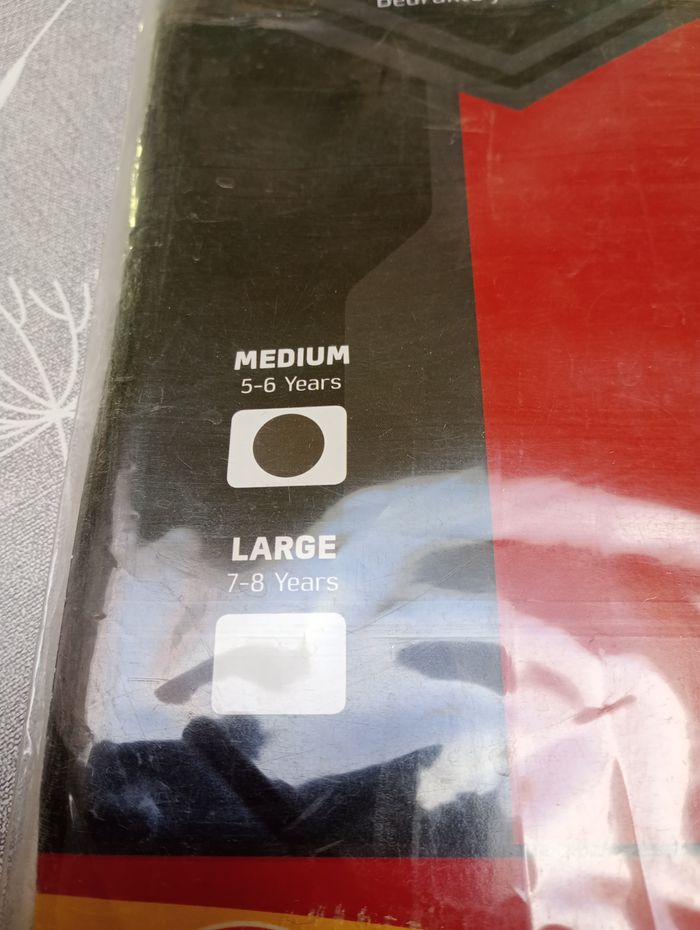 MEDIUM
5-6 Years
LARGE
7-8 Years